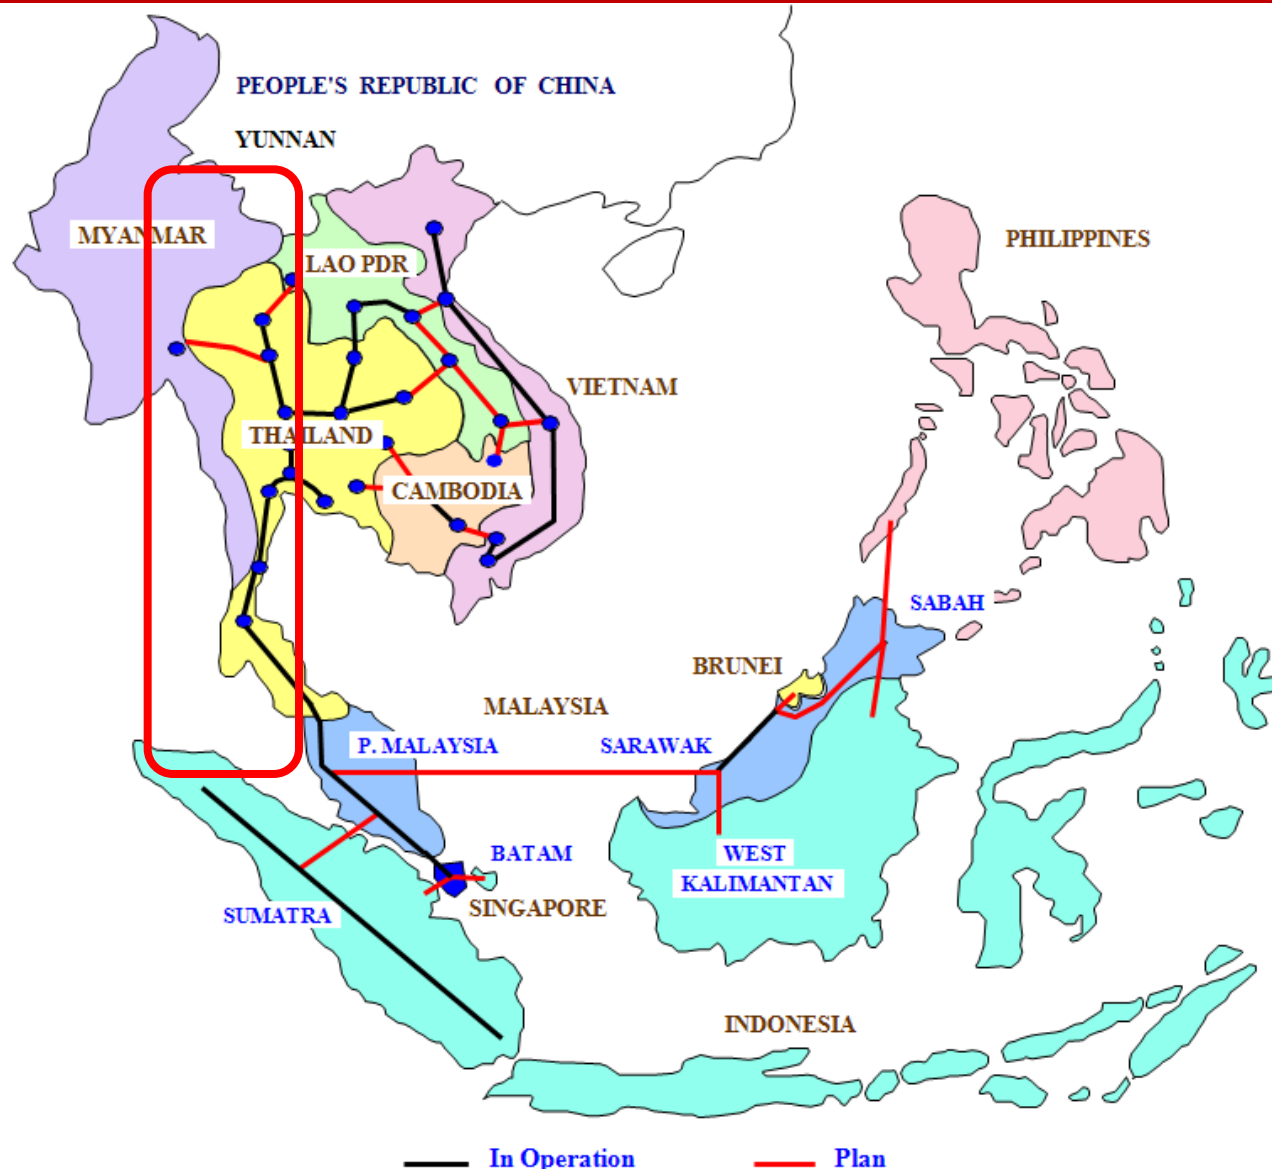 PEOPLE'S REPUBLIC OF CHINA
YUNNAN
MYANMAR
PHILIPPINES
LAO PDR
VIETNAM
THAILAND
CAMBODIA
SABAH
BRUNEI
MALAYSIA
P. MALAYSIA
SARAWAK
BATAM
WEST
KALIMANTAN
SINGAPORE
SUMATRA
INDONESIA
In Operation
Plan